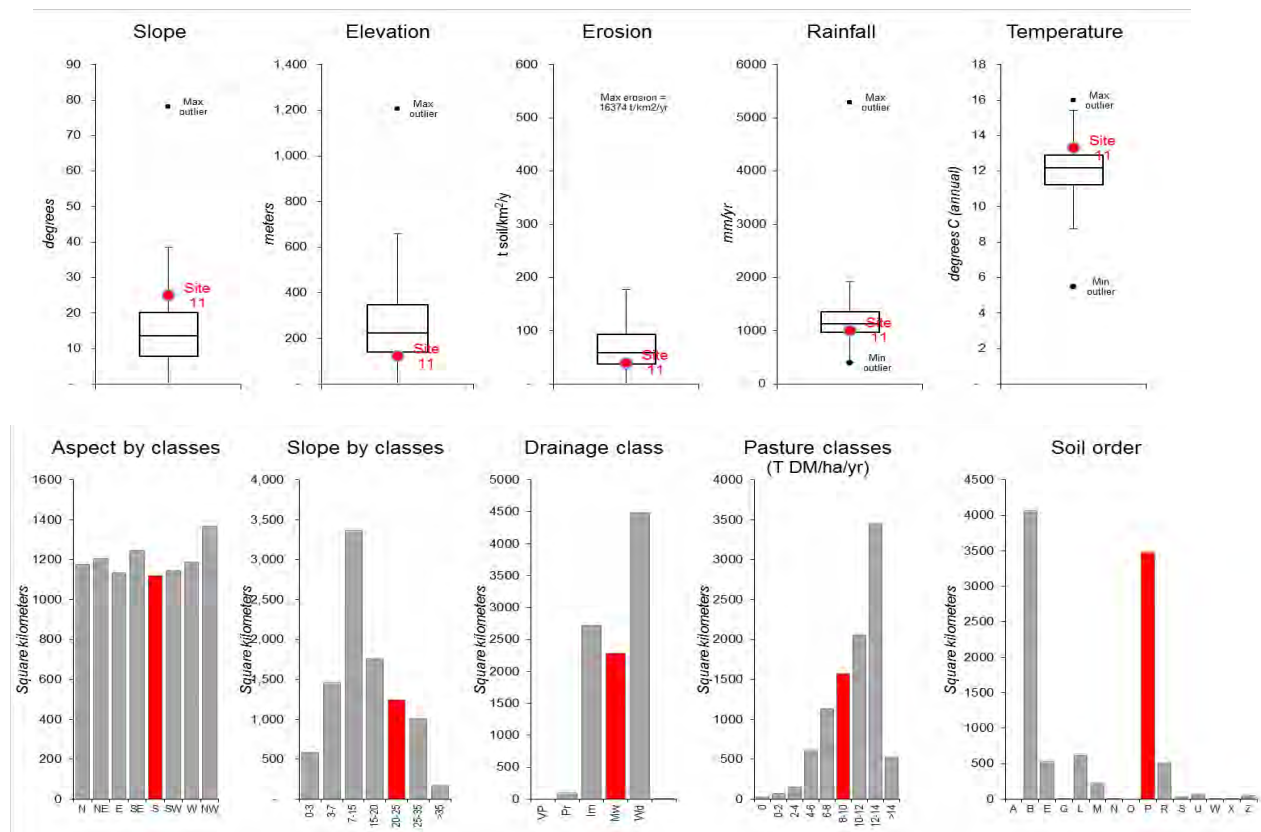 Slope
Elevation
Erosion
Rainfall
Temperature
90
80
70
60
50
40
30
20
10
-
degrees
Max
outlier
Site
11
1,400
1,200
1,000
800
600
400
200
-
meters
Max
outlier
Site
11
600
500
400
300
200
100
-
t soil/km2/y
Max erosion =
16374 t/km2/yr
Site
11
6000
5000
4000
3000
2000
1000
0
mm/yr
Max
outlier
Site
11
Min
outlier
18
16
14
12
10
8
6
4
2
-
degrees C (annual)
Max
outlier
Site
11
Min
outlier
Aspect by classes
Slope by classes
Drainage class
Pasture classes
(T DM/ha/yr)
Soil order
1600
1400
1200
1000
800
600
400
200
0
Square kilometers
N NE E SE S SW W NW
4,000
3,500
3,000
2,500
2,000
1,500
1,000
500
-
Square kilometers
0-3 3-7 7-15 15-20 20-25 25-35 >35
5000
4500
4000
3500
3000
2500
2000
1500
1000
500
0
Square kilometers
VP Pr Im Mw Wd
4000
3500
3000
2500
2000
1500
1000
500
0
Square kilometers
0 0-2 2-4 4-6 6-8 8-10 10-12 12-14 >14
4500
4000
3500
3000
2500
2000
1500
1000
500
0
Square kilometers
A B E G L M N O P R S U W X Z